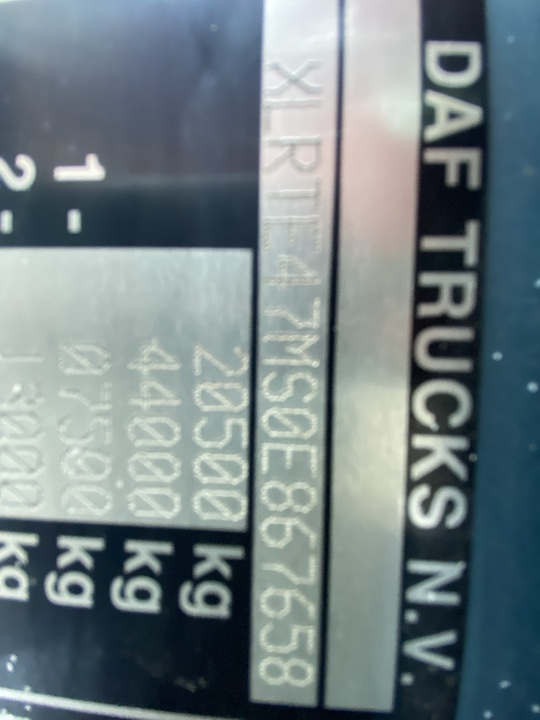 DAF TRUCKS N.V.
XLRTE47MS0E867658
20500 kg
44000 kg
1 - 07500 kg
2 - 13000 kg